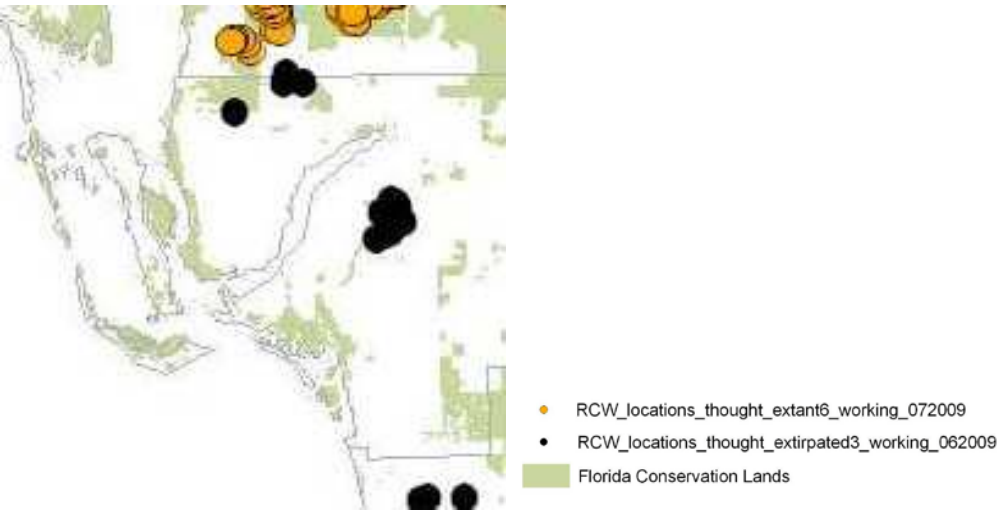 RCW_locations_thought_extant6_working_072009
RCW_locations_thought_extirpated3_working_062009
Florida Conservation Lands